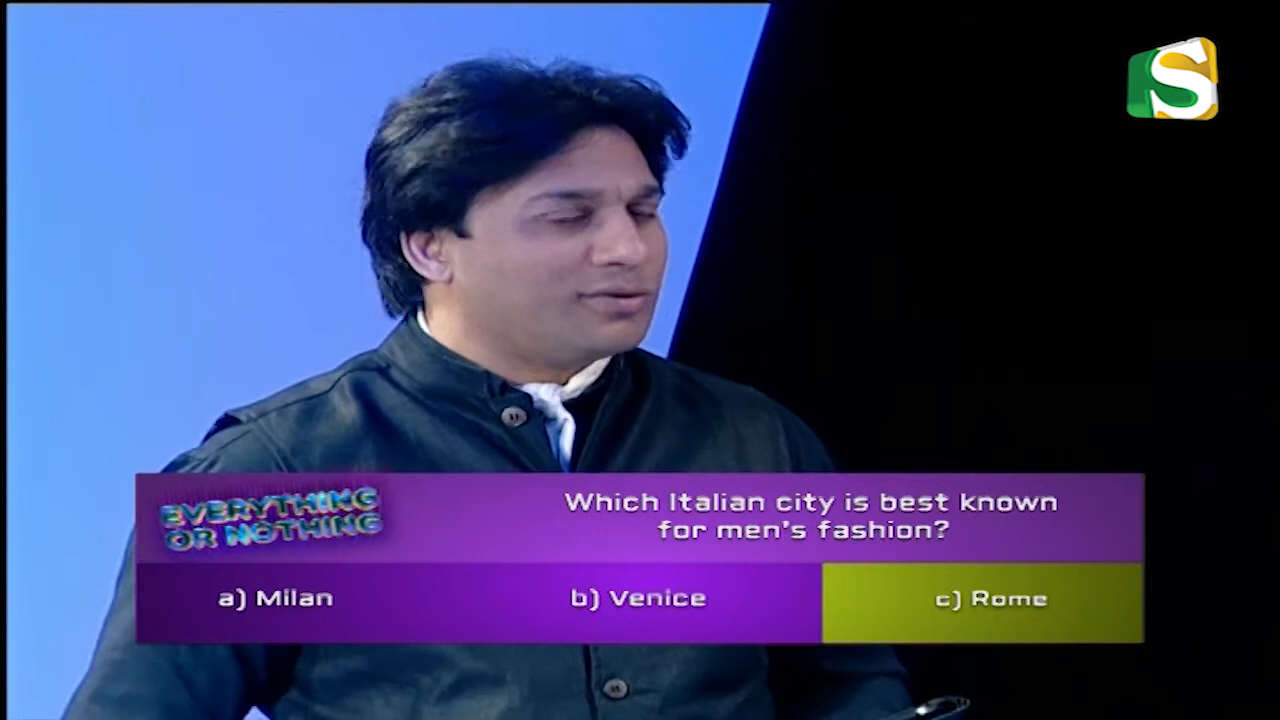 S
EVERYTHING
OR NOTHING
Which Italian city is best known
for men's fashion?
a) Milan
b) Venice
c) Rome